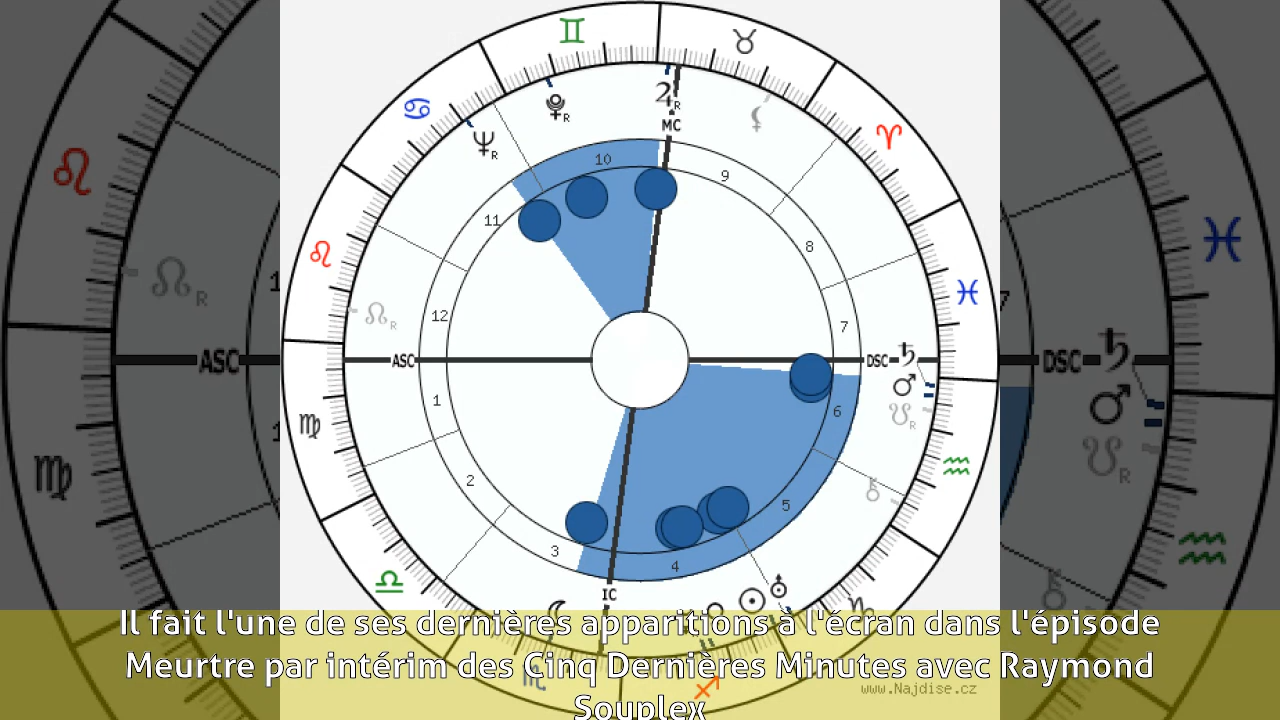 R
R
R
MC
10
9
11
8
R
12
7
ASC
ASC
DSC
DSC
1
6
R
R
2
5
3
4
IC
Il fait l'une de ses dernières apparitions à l'écran dans l'épisode
Meurtre par intérim des Cinq Dernières Minutes avec Raymond
Souplex
www.Najdise.cz